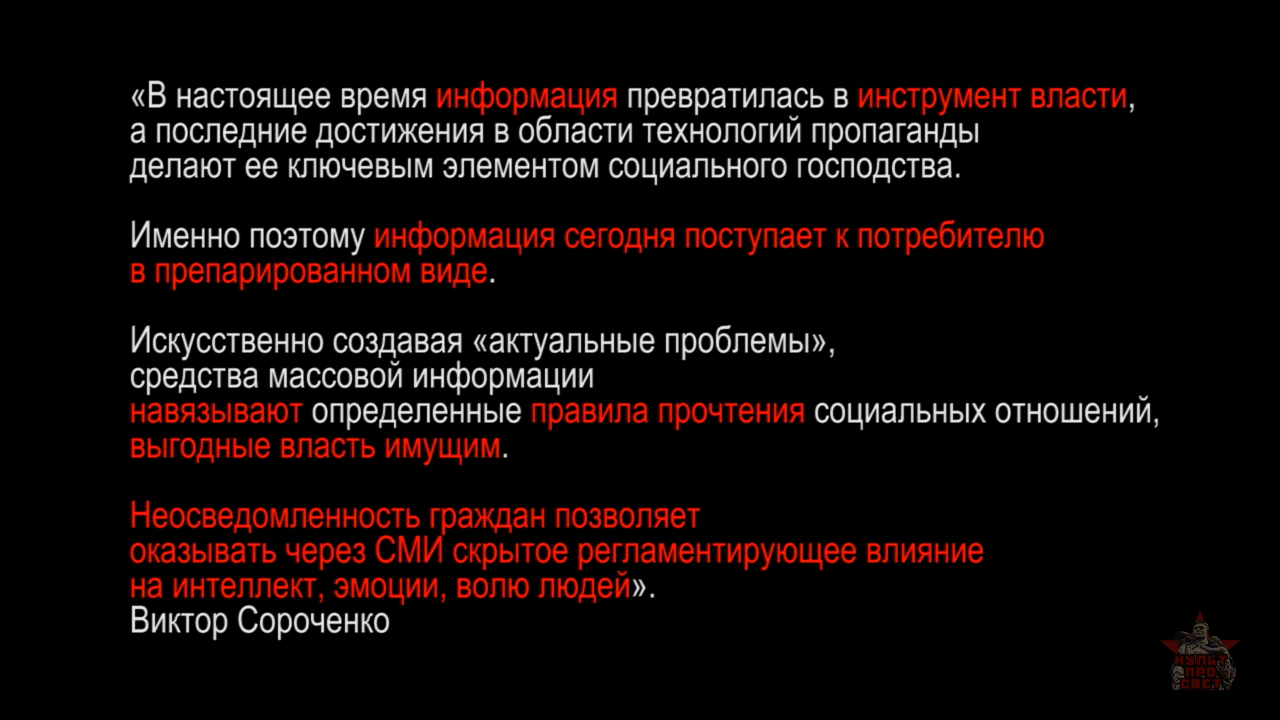 «В настоящее время информация превратилась в инструмент власти,
а последние достижения в области технологий пропаганды
делают ее ключевым элементом социального господства.
Именно поэтому информация сегодня поступает к потребителю
в препарированном виде.
Искусственно создавая «актуальные проблемы»,
средства массовой информации
навязывают определенные правила прочтения социальных отношений,
выгодные власть имущим.
Неосведомленность граждан позволяет
оказывать через СМИ скрытое регламентирующее влияние
на интеллект, эмоции, волю людей».
Виктор Сороченко
КУЛЬТ
ПРО
СВЕТ